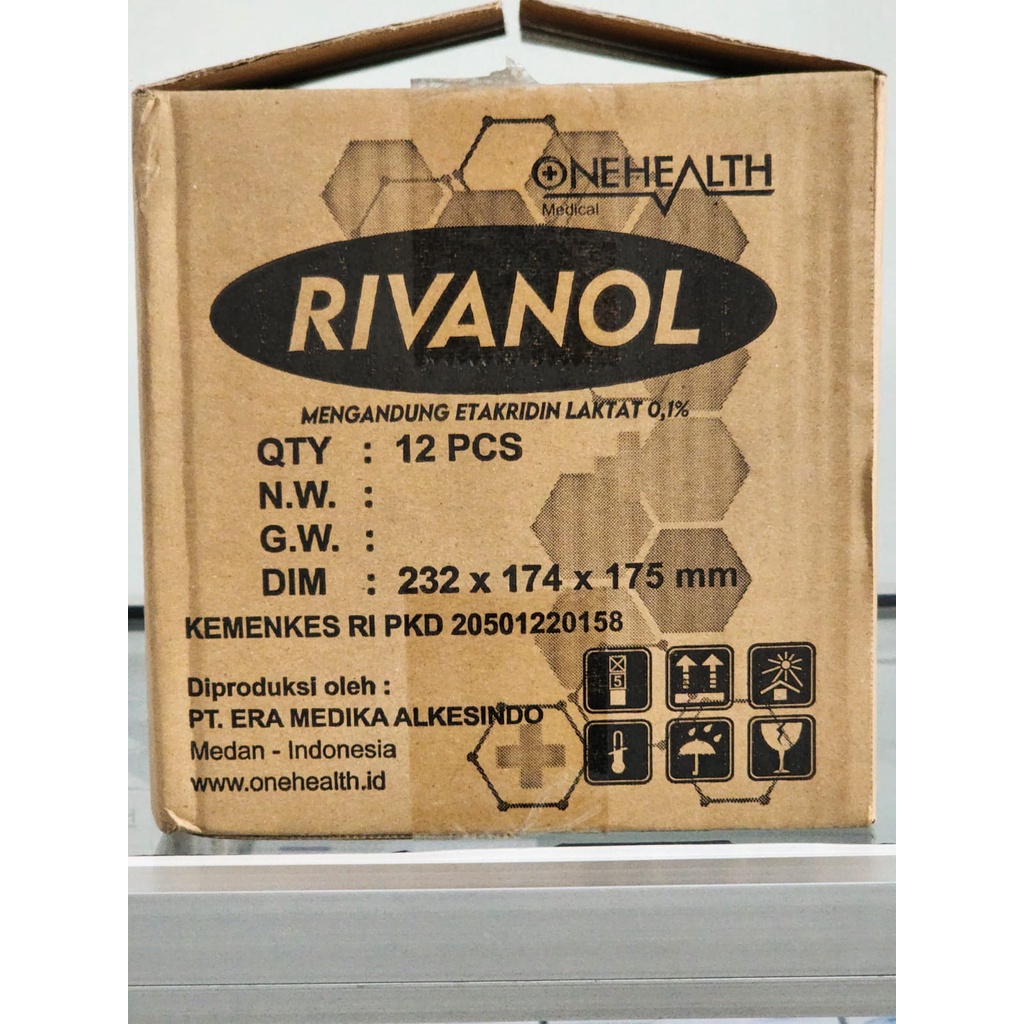 ONEHEALTH
Medical
RIVANOL
MENGANDUNG ETAKRIDIN LAKTAT 0,1%
QTY : 12 PCS
N.W. :
G.W. :
DIM : 232 x 174 x 175 mm
KEMENKES RI PKD 20501220158
Diproduksi oleh :
PT. ERA MEDIKA ALKESINDO
Medan - Indonesia
www.onehealth.id
5